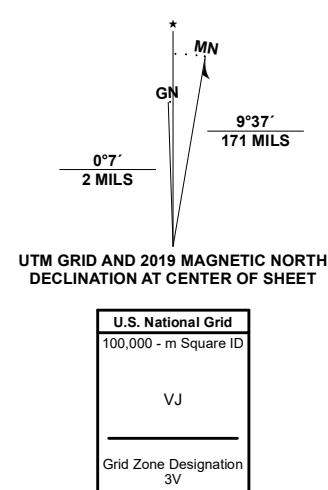 ★
MN
GN
9°37´
171 MILS
0°7´
2 MILS
UTM GRID AND 2019 MAGNETIC NORTH
DECLINATION AT CENTER OF SHEET
U.S. National Grid
100,000 - m Square ID
VJ
Grid Zone Designation
3V